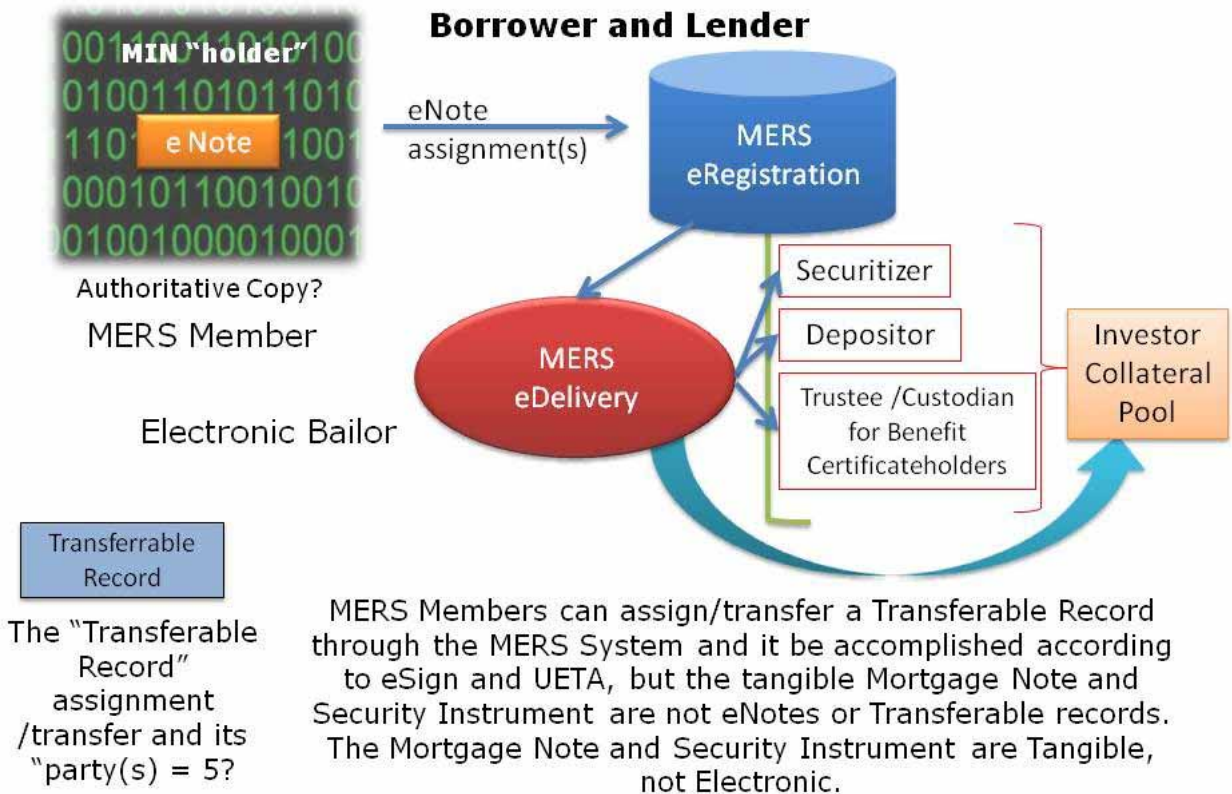 Borrower and Lender
MIN “holder”
e Note
Authoritative Copy?
MERS Member
Electronic Bailor
eNote
assignment(s)
MERS
eRegistration
MERS
eDelivery
Securitizer
Depositor
Trustee /Custodian
for Benefit
Certificateholders
Investor
Collateral
Pool
Transferrable
Record
The “Transferable
Record”
assignment
/transfer and its
“party(s) = 5?
MERS Members can assign/transfer a Transferable Record
through the MERS System and it be accomplished according
to eSign and UETA, but the tangible Mortgage Note and
Security Instrument are not eNotes or Transferable records.
The Mortgage Note and Security Instrument are Tangible,
not Electronic.